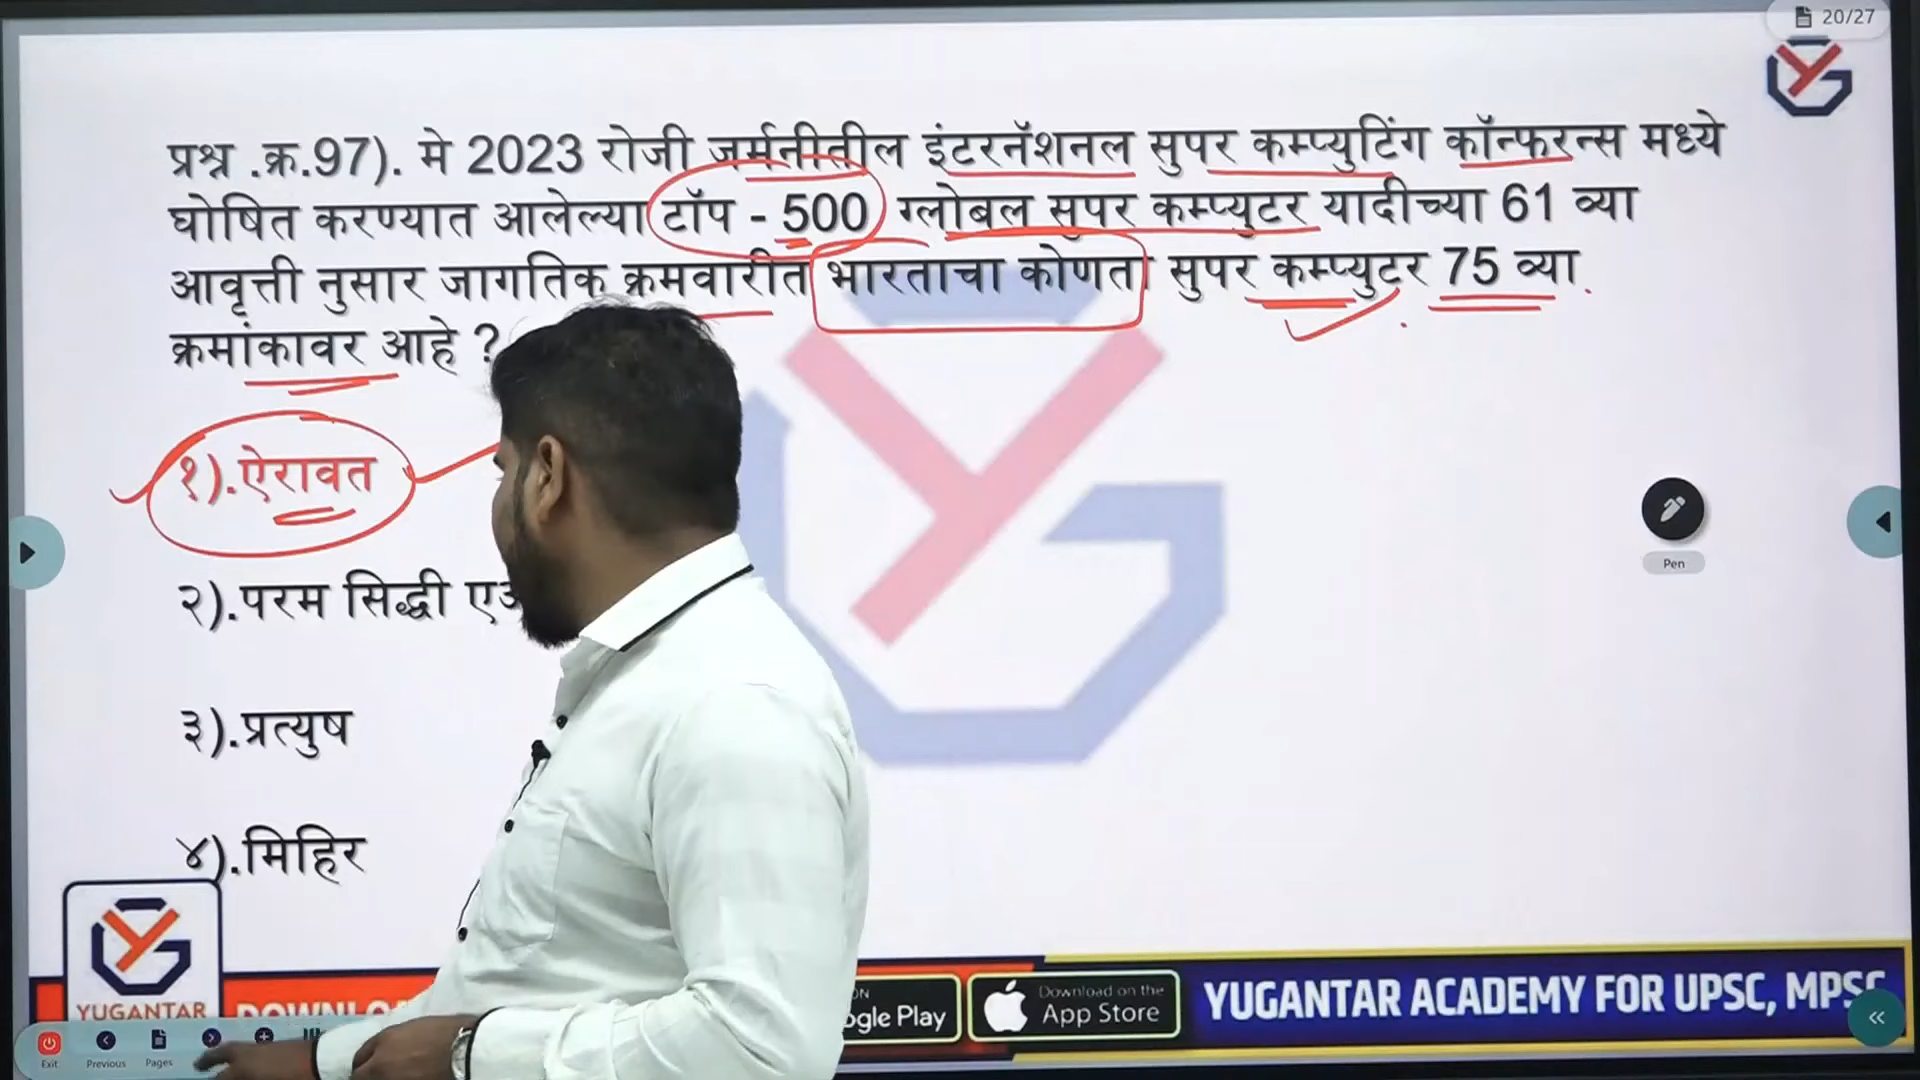 20/27
प्रश्न .क्र.97). मे 2023 रोजी जर्मनीतील इंटरनॅशनल सुपर कम्प्युटिंग कॉन्फरन्स मध्ये
घोषित करण्यात आलेल्या टॉप - 500 ग्लोबल सुपर कम्प्युटर यादीच्या 61 व्या
आवृत्ती नुसार जागतिक क्रमवारीत भारताचा कोणता सुपर कम्प्युटर 75 व्या
क्रमांकावर आहे ?
१).ऐरावत
Pen
२).परम सिद्धी
३).प्रत्युष
४).मिहिर
YUGANTAR
Google Play
Download on the
App Store
YUGANTAR ACADEMY FOR UPSC, MPSC
Exit
Previous
Pages